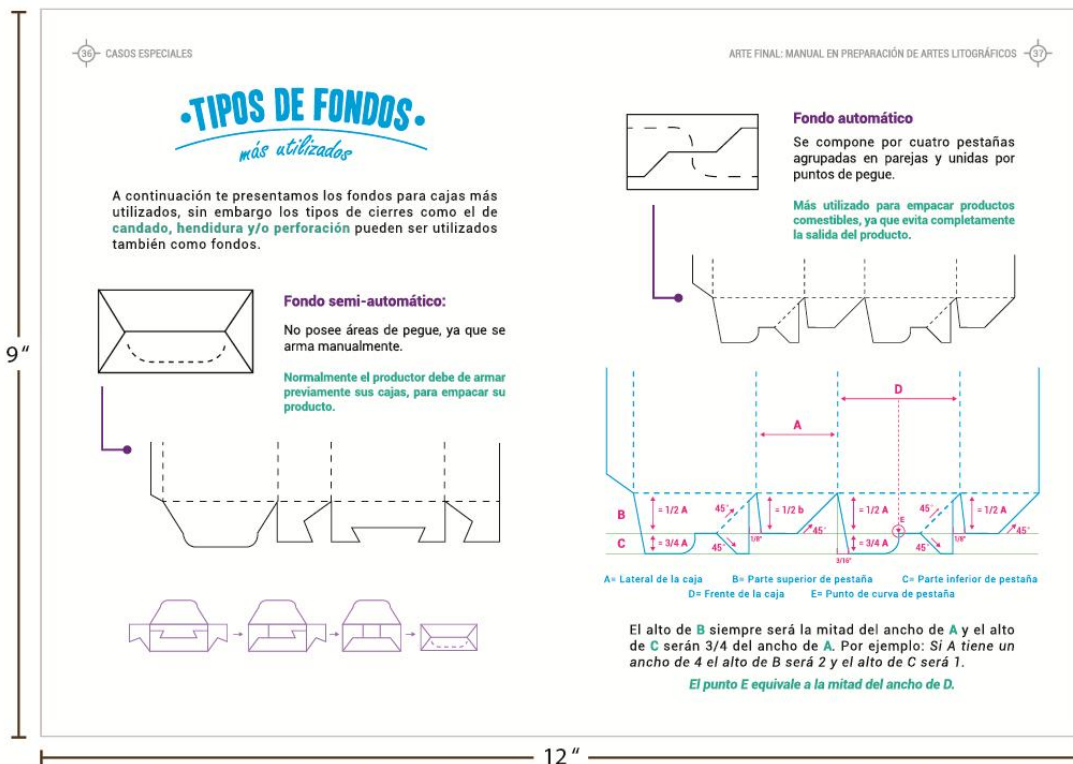 36 CASOS ESPECIALES
•TIPOS DE FONDOS•
más utilizados
A continuación te presentamos los fondos para cajas más
utilizados, sin embargo los tipos de cierres como el de
candado, hendidura y/o perforación pueden ser utilizados
también como fondos.
Fondo semi-automático:
No posee áreas de pegue, ya que se
arma manualmente.
Normalmente el productor debe de armar
previamente sus cajas, para empacar su
producto.
ARTE FINAL: MANUAL EN PREPARACIÓN DE ARTES LITOGRÁFICOS 37
Fondo automático
Se compone por cuatro pestañas
agrupadas en parejas y unidas por
puntos de pegue.
Más utilizado para empacar productos
comestibles, ya que evita completamente
la salida del producto.
D
A
B = 1/2 A 45° = 1/2 b 45° = 1/2 A E 45° = 1/2 A 45°
C = 3/4 A 45° 1/8" = 3/4 A 45° 1/8"
3/16"
A= Lateral de la caja B= Parte superior de pestaña C= Parte inferior de pestaña
D= Frente de la caja E= Punto de curva de pestaña
El alto de B siempre será la mitad del ancho de A y el alto
de C serán 3/4 del ancho de A. Por ejemplo: Si A tiene un
ancho de 4 el alto de B será 2 y el alto de C será 1.
El punto E equivale a la mitad del ancho de D.
9"
12"